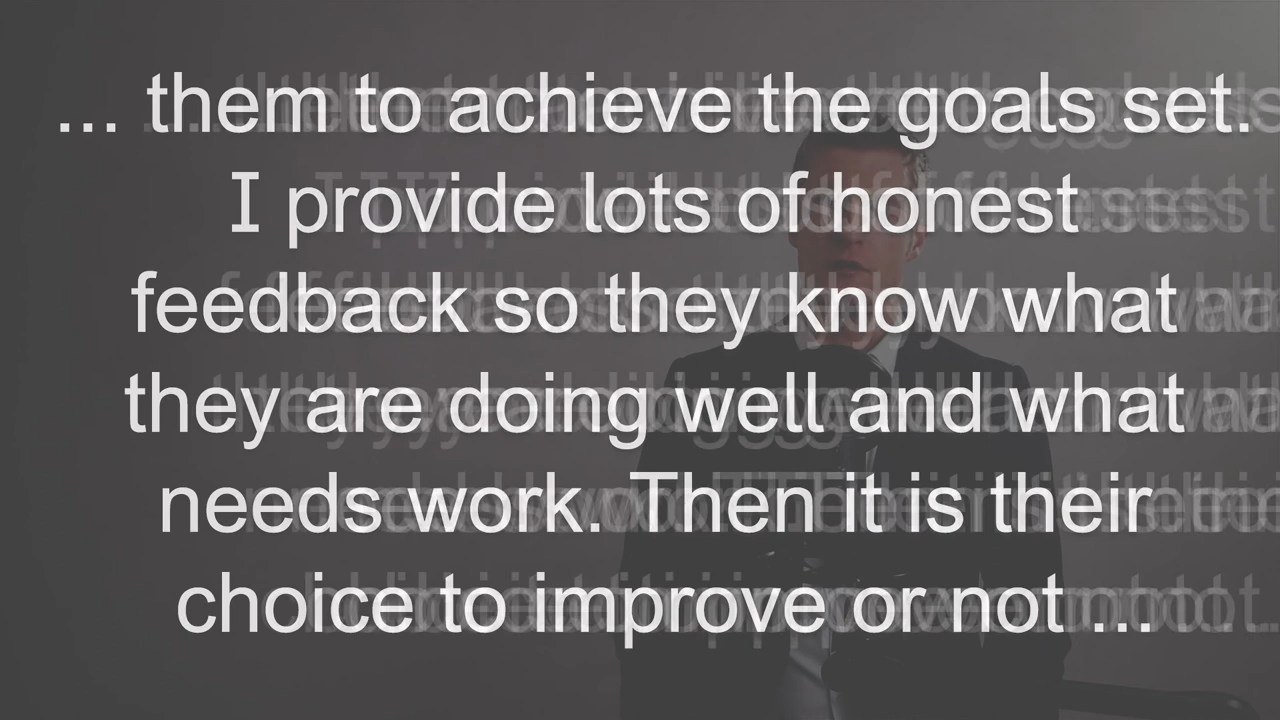 ... them to achieve the goals set.
I provide lots of honest
feedback so they know what
they are doing well and what
needs work. Then it is their
choice to improve or not ...